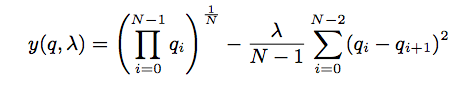 y(q, λ) = (∏_{i=0}^{N−1} q_i)^{1/N} − λ/(N − 1) ∑_{i=0}^{N−2} (q_i − q_{i+1})^2